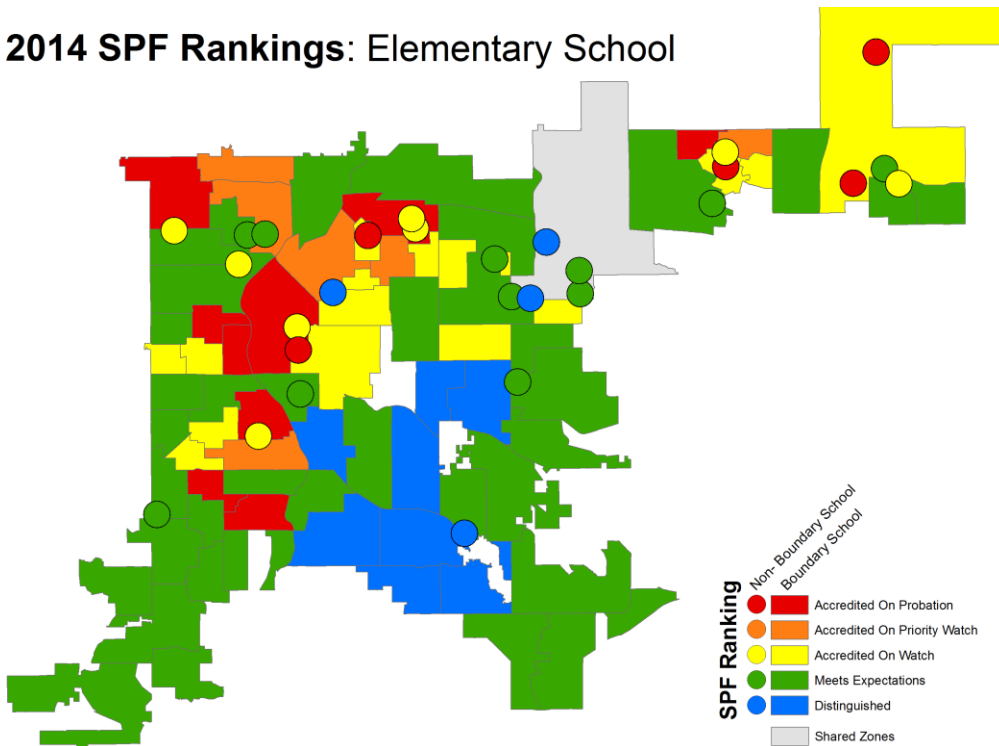 2014 SPF Rankings: Elementary School
Non- Boundary School
Boundary School
SPF Ranking
Accredited On Probation
Accredited On Priority Watch
Accredited On Watch
Meets Expectations
Distinguished
Shared Zones